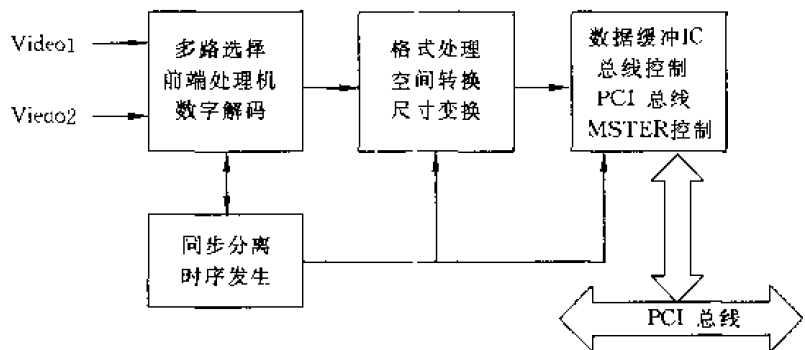 Video1
Viedo2
多路选择
前端处理机
数字解码
格式处理
空间转换
尺寸变换
数据缓冲IC
总线控制
PCI 总线
MSTER控制
同步分离
时序发生
PCI 总线